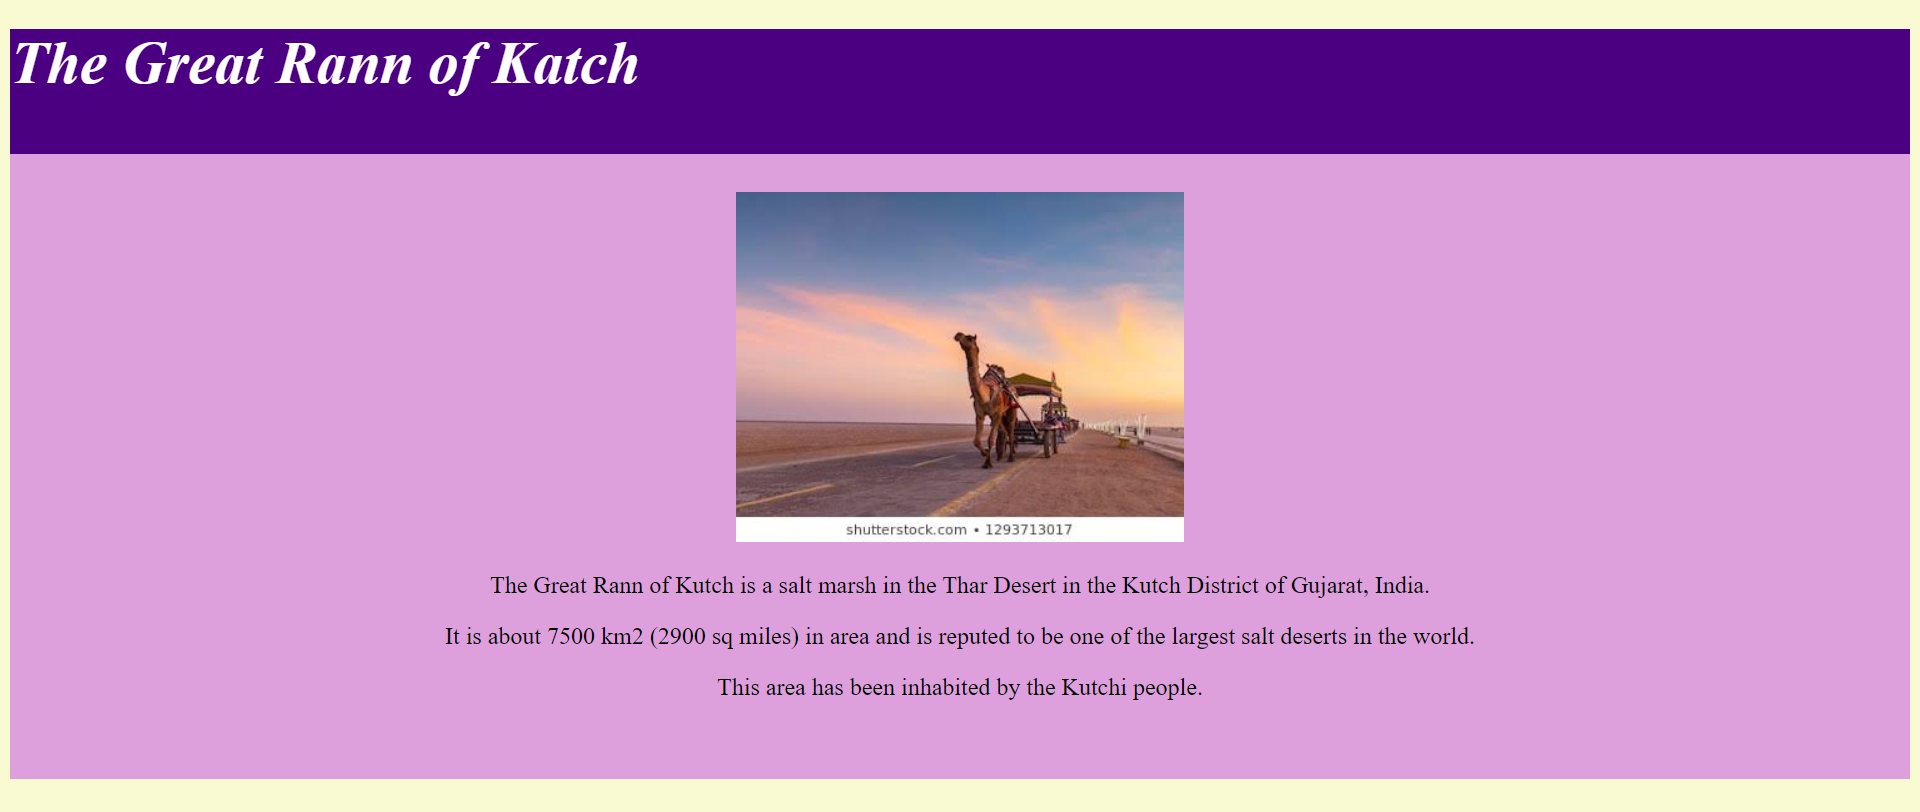 The Great Rann of Katch
shutterstock.com • 1293713017
The Great Rann of Kutch is a salt marsh in the Thar Desert in the Kutch District of Gujarat, India.
It is about 7500 km2 (2900 sq miles) in area and is reputed to be one of the largest salt deserts in the world.
This area has been inhabited by the Kutchi people.